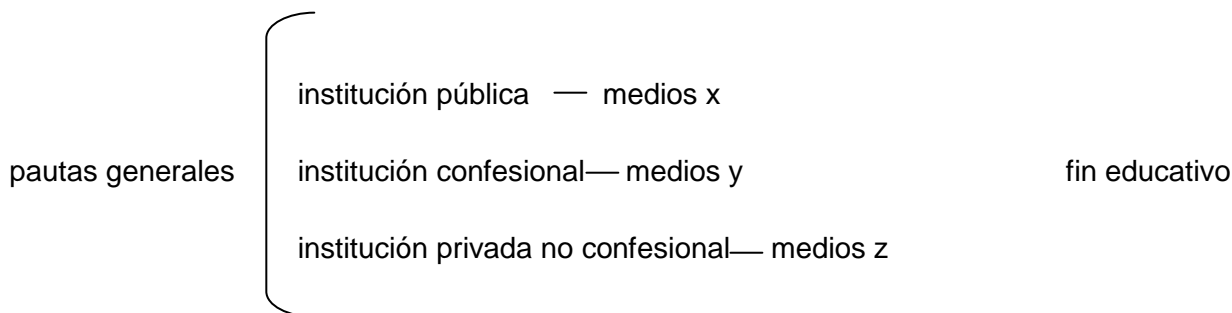 institución pública — medios x
pautas generales institución confesional— medios y fin educativo
institución privada no confesional— medios z